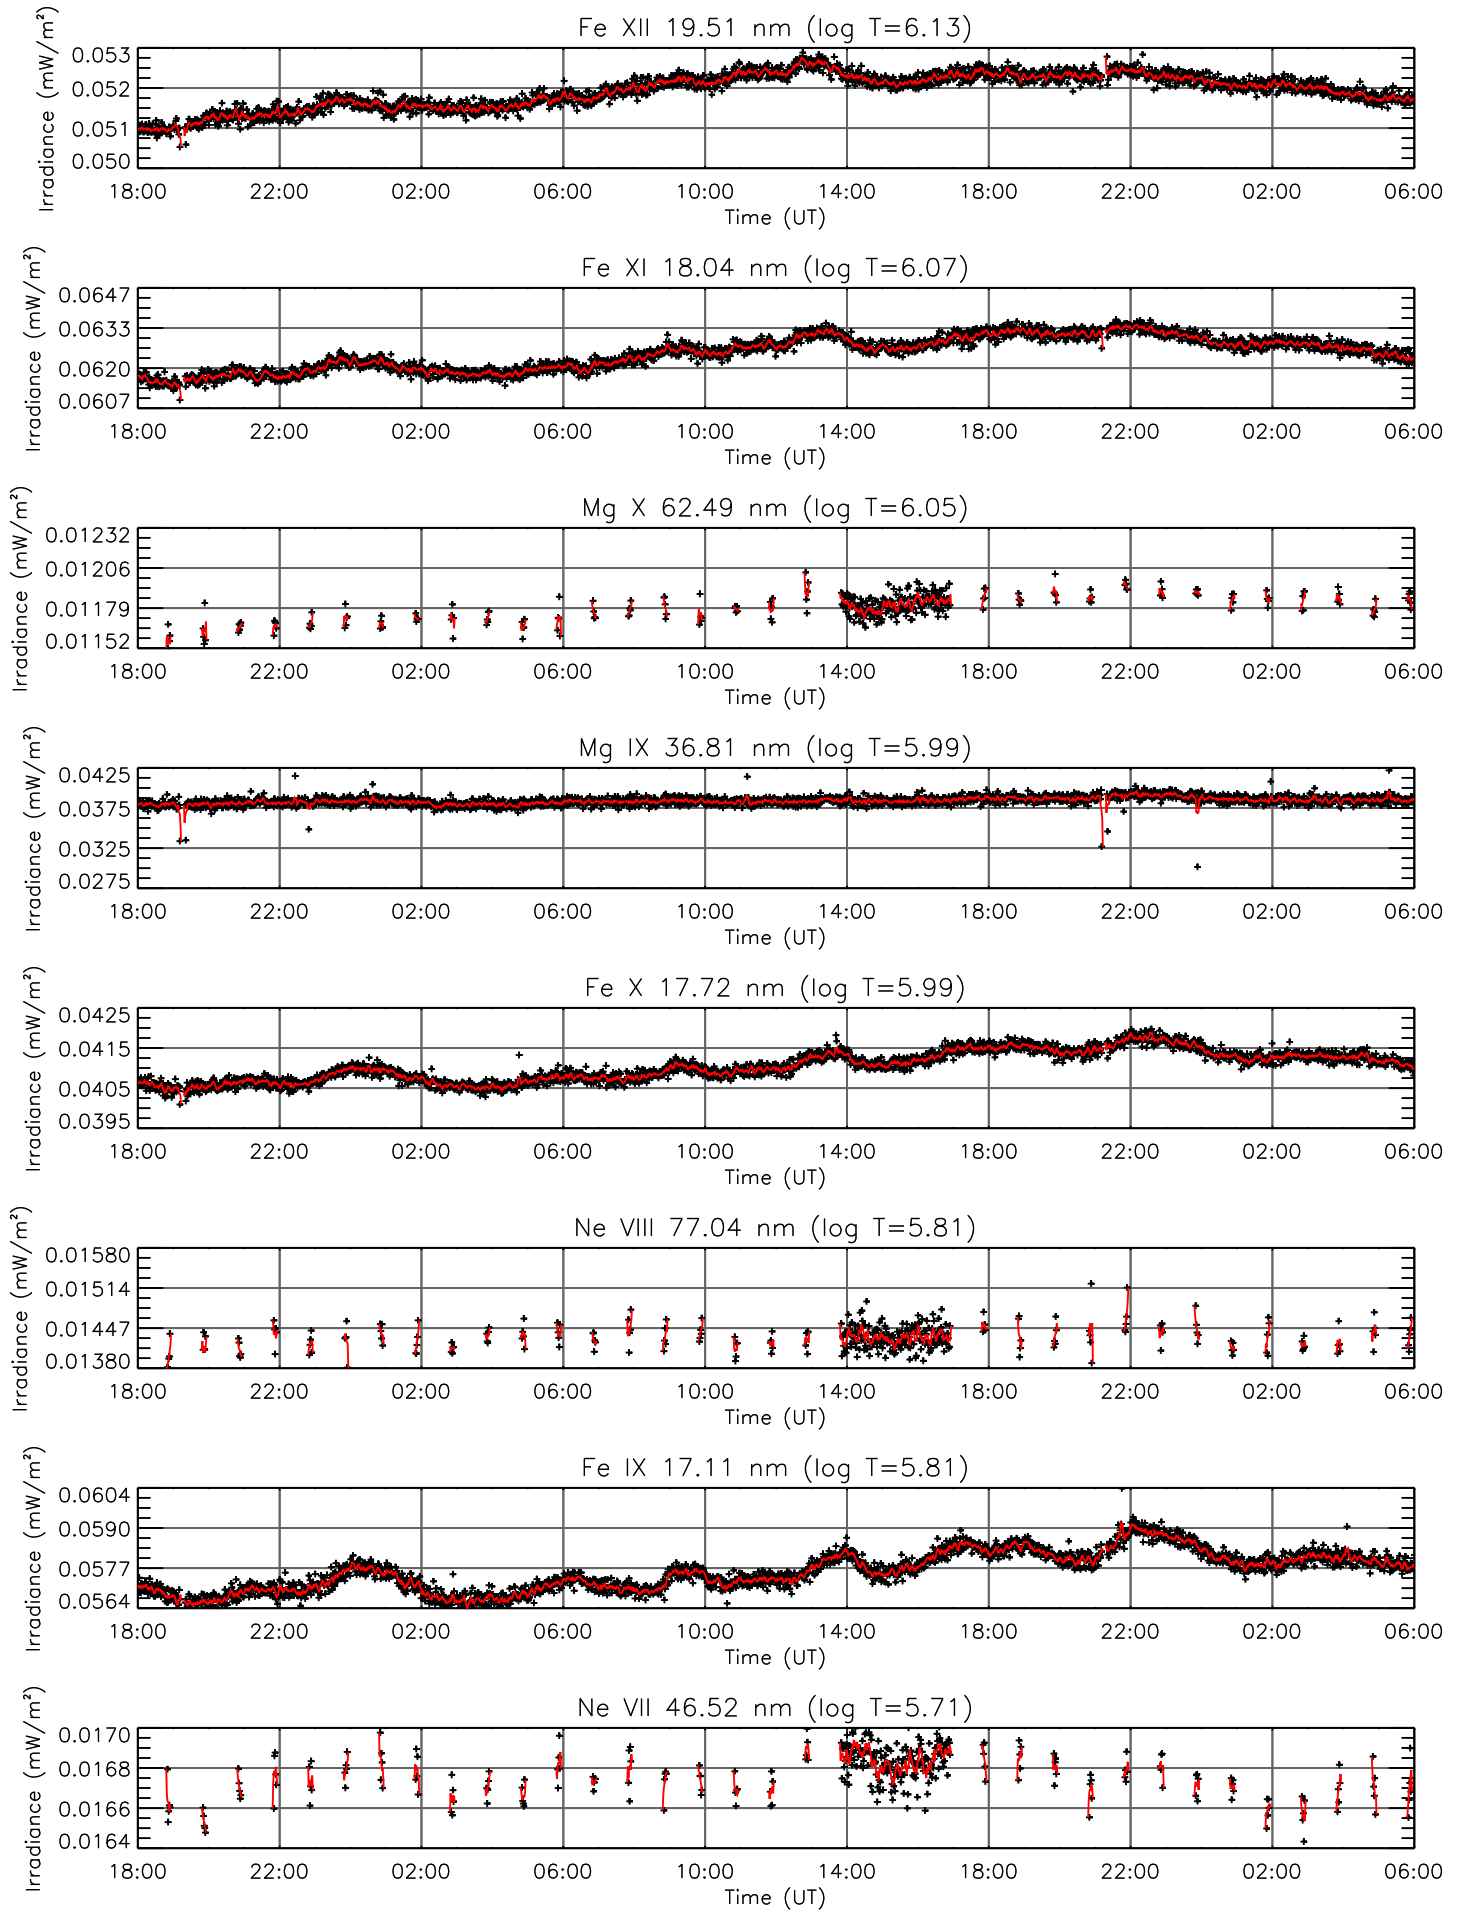 Fe XII 19.51 nm (log T=6.13)
Irradiance (mW/m²)
0.053
0.052
0.051
0.050
18:00 22:00 02:00 06:00 10:00 14:00 18:00 22:00 02:00 06:00
Time (UT)
Fe XI 18.04 nm (log T=6.07)
Irradiance (mW/m²)
0.0647
0.0633
0.0620
0.0607
18:00 22:00 02:00 06:00 10:00 14:00 18:00 22:00 02:00 06:00
Time (UT)
Mg X 62.49 nm (log T=6.05)
Irradiance (mW/m²)
0.01232
0.01206
0.01179
0.01152
18:00 22:00 02:00 06:00 10:00 14:00 18:00 22:00 02:00 06:00
Time (UT)
Mg IX 36.81 nm (log T=5.99)
Irradiance (mW/m²)
0.0425
0.0375
0.0325
0.0275
18:00 22:00 02:00 06:00 10:00 14:00 18:00 22:00 02:00 06:00
Time (UT)
Fe X 17.72 nm (log T=5.99)
Irradiance (mW/m²)
0.0425
0.0415
0.0405
0.0395
18:00 22:00 02:00 06:00 10:00 14:00 18:00 22:00 02:00 06:00
Time (UT)
Ne VIII 77.04 nm (log T=5.81)
Irradiance (mW/m²)
0.01580
0.01514
0.01447
0.01380
18:00 22:00 02:00 06:00 10:00 14:00 18:00 22:00 02:00 06:00
Time (UT)
Fe IX 17.11 nm (log T=5.81)
Irradiance (mW/m²)
0.0604
0.0590
0.0577
0.0564
18:00 22:00 02:00 06:00 10:00 14:00 18:00 22:00 02:00 06:00
Time (UT)
Ne VII 46.52 nm (log T=5.71)
Irradiance (mW/m²)
0.0170
0.0168
0.0166
0.0164
18:00 22:00 02:00 06:00 10:00 14:00 18:00 22:00 02:00 06:00
Time (UT)